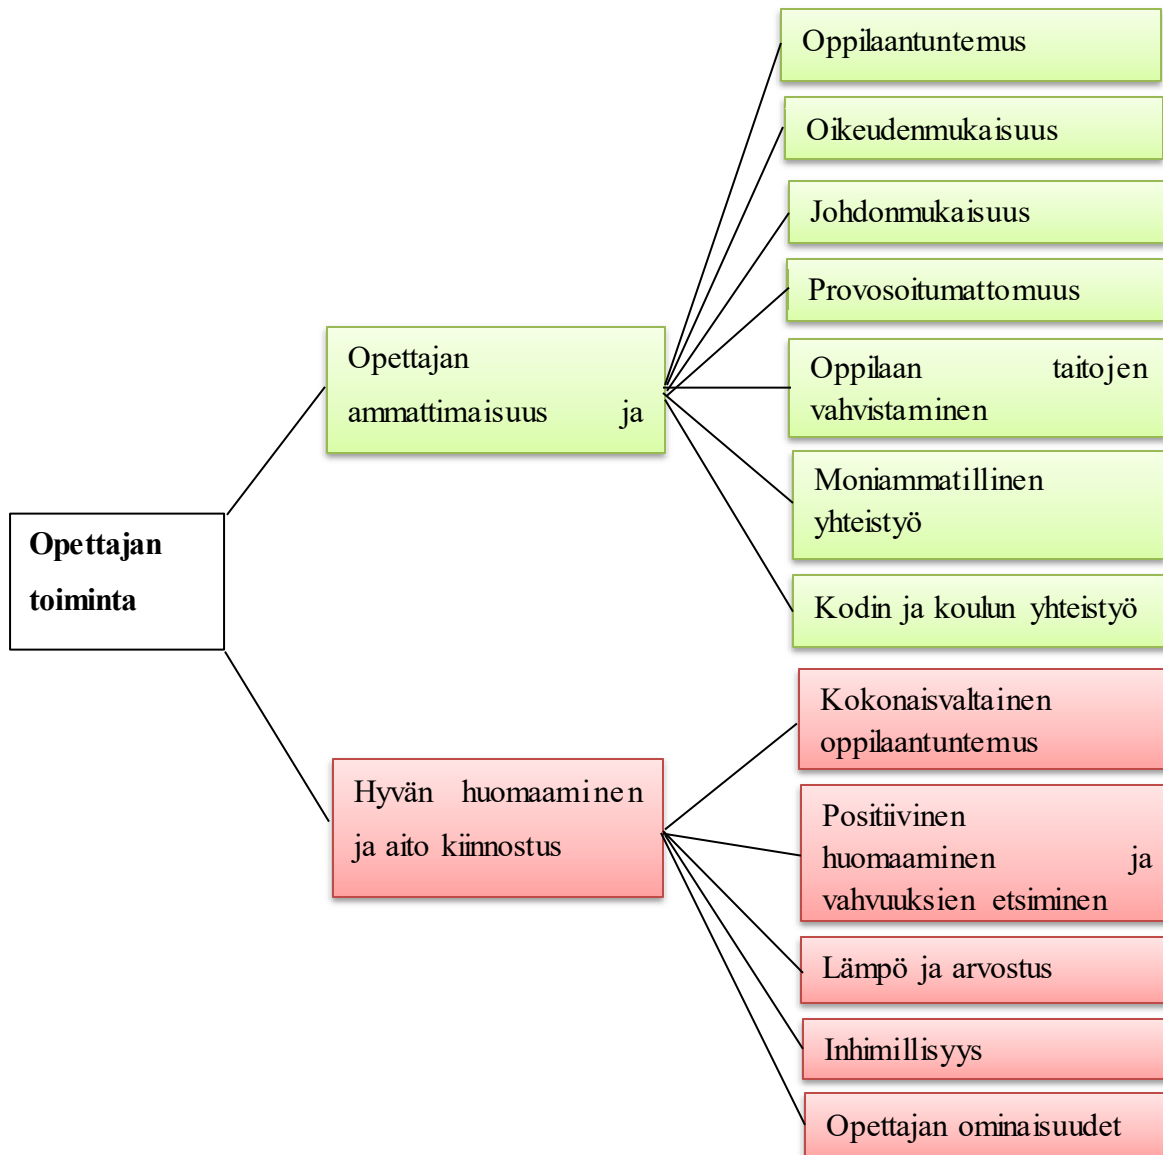 Opettajan
toiminta
Opettajan
ammattimaisuus ja
Oppilaantuntemus
Oikeudenmukaisuus
Johdonmukaisuus
Provosoitumattomuus
Oppilaan taitojen
vahvistaminen
Moniammatillinen
yhteistyö
Kodin ja koulun yhteistyö
Hyvän huomaaminen
ja aito kiinnostus
Kokonaisvaltainen
oppilaantuntemus
Positiivinen
huomaaminen ja
vahvuuksien etsiminen
Lämpö ja arvostus
Inhimillisyys
Opettajan ominaisuudet